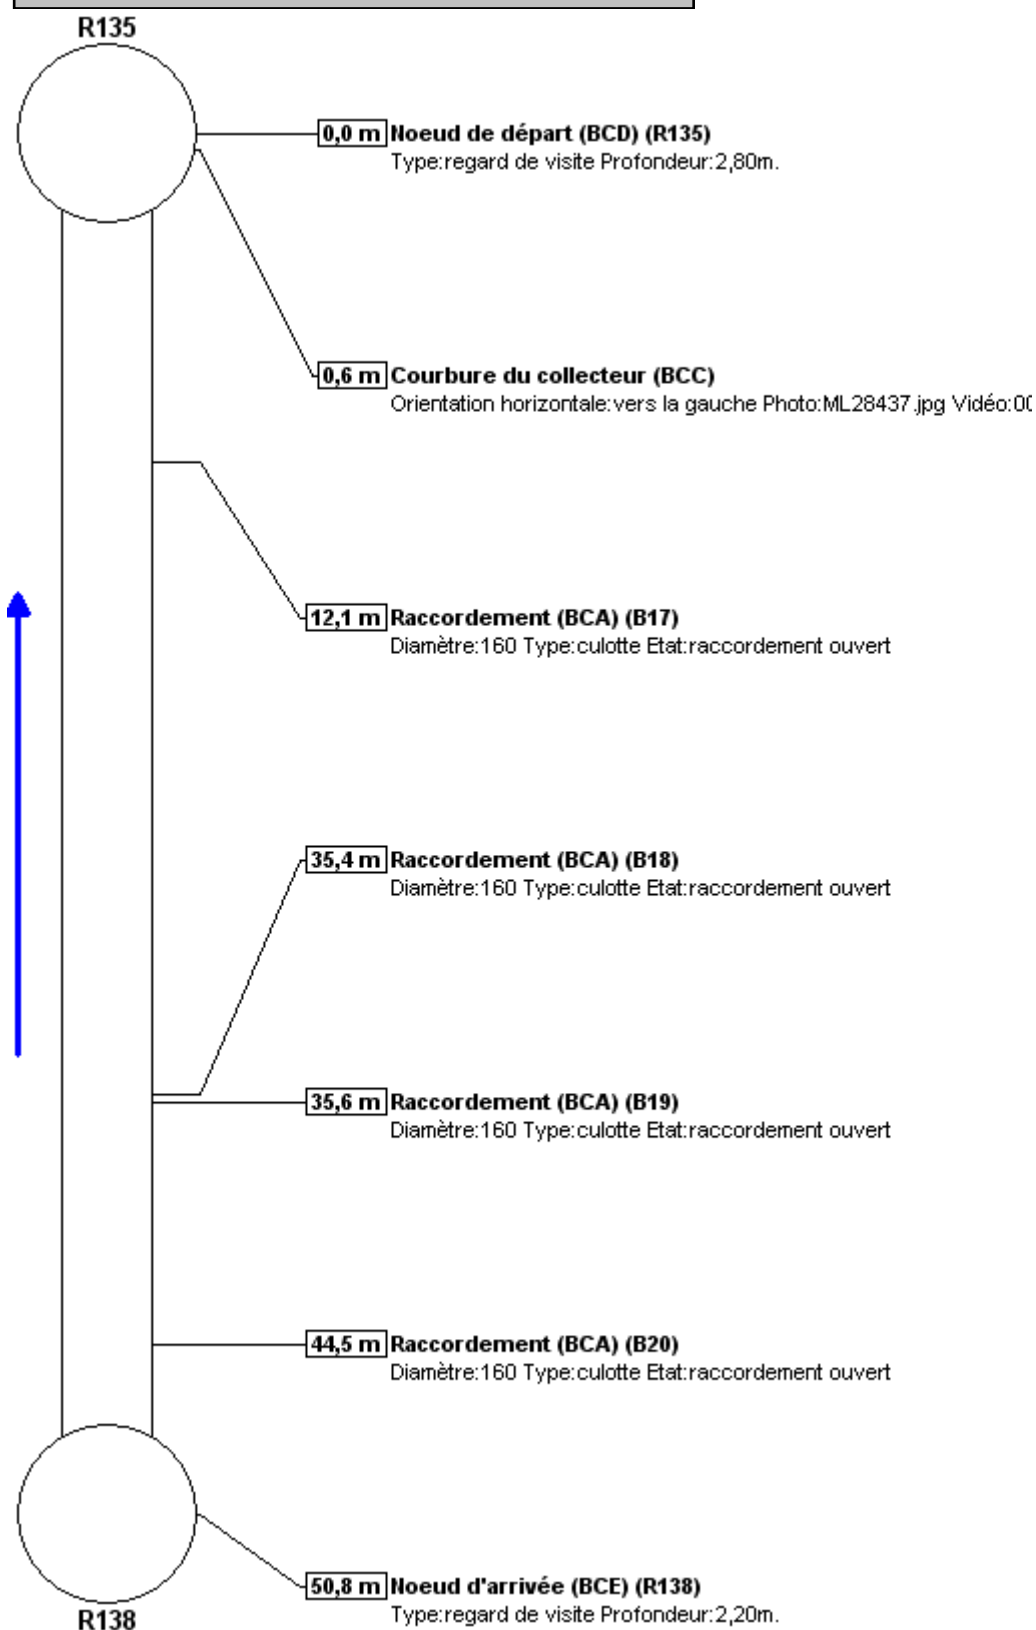 R135
0,0 m Noeud de départ (BCD) (R135)
Type:regard de visite Profondeur:2,80m.
0,6 m Courbure du collecteur (BCC)
Orientation horizontale:vers la gauche Photo:ML28437.jpg Vidéo:00
12,1 m Raccordement (BCA) (B17)
Diamètre:160 Type:culotte Etat:raccordement ouvert
35,4 m Raccordement (BCA) (B18)
Diamètre:160 Type:culotte Etat:raccordement ouvert
35,6 m Raccordement (BCA) (B19)
Diamètre:160 Type:culotte Etat:raccordement ouvert
44,5 m Raccordement (BCA) (B20)
Diamètre:160 Type:culotte Etat:raccordement ouvert
50,8 m Noeud d'arrivée (BCE) (R138)
Type:regard de visite Profondeur:2,20m.
R138